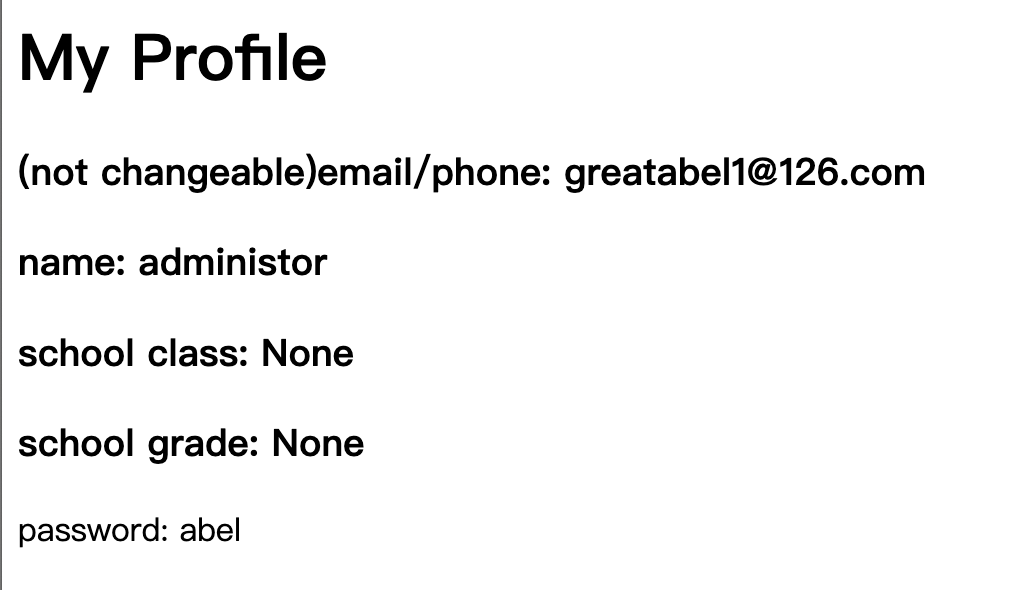 My Profile
(not changeable)email/phone: greatabel1@126.com
name: administor
school class: None
school grade: None
password: abel